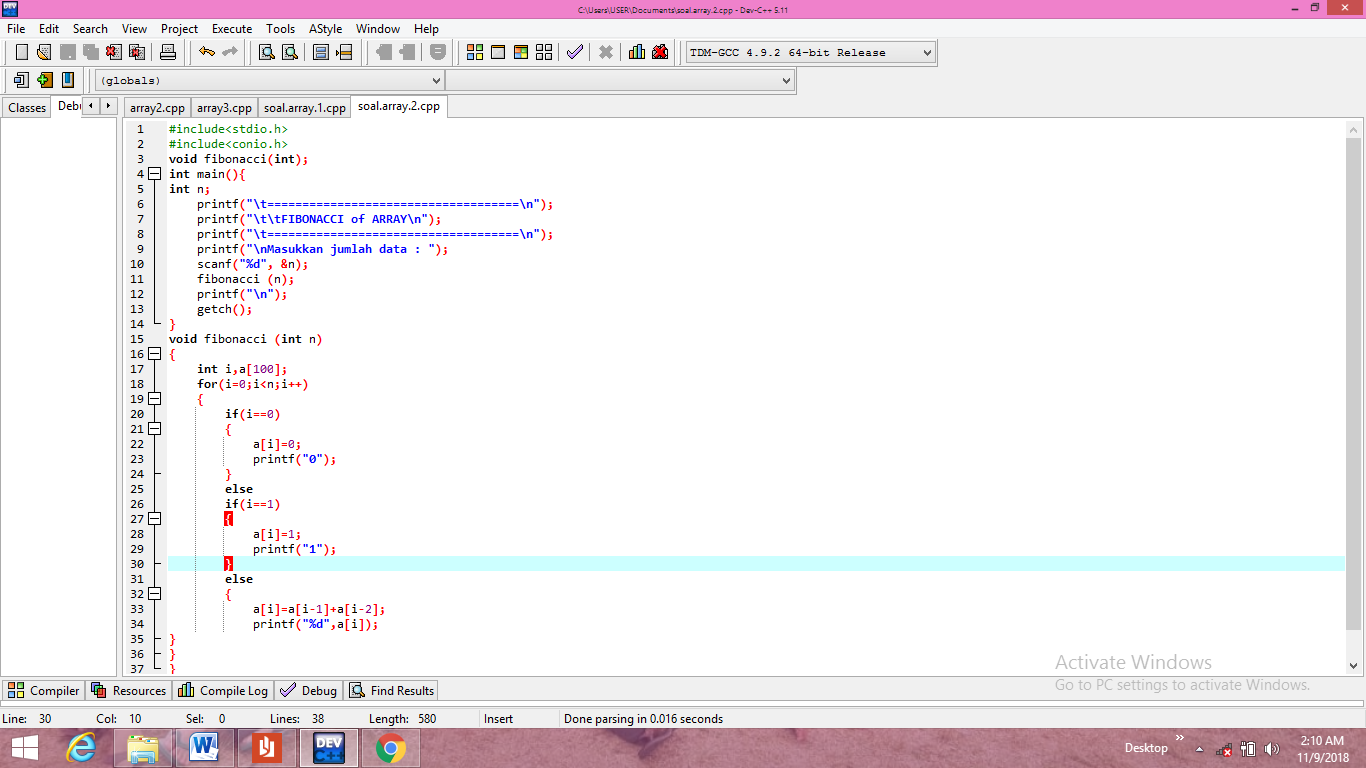 C:\Users\USER\Documents\soal.array.2.cpp - Dev-C++ 5.11
File Edit Search View Project Execute Tools AStyle Window Help
TDM-GCC 4.9.2 64-bit Release
(globals)
Classes Debu array2.cpp array3.cpp soal.array.1.cpp soal.array.2.cpp
1 #include<stdio.h>
2 #include<conio.h>
3 void fibonacci(int);
4 int main(){
5 int n;
6 printf("\t====================================\n");
7 printf("\t\tFIBONACCI of ARRAY\n");
8 printf("\t====================================\n");
9 printf("\nMasukkan jumlah data : ");
10 scanf("%d", &n);
11 fibonacci (n);
12 printf("\n");
13 getch();
14 }
15 void fibonacci (int n)
16 {
17 int i,a[100];
18 for(i=0;i<n;i++)
19 {
20 if(i==0)
21 {
22 a[i]=0;
23 printf("0");
24 }
25 else
26 if(i==1)
27 {
28 a[i]=1;
29 printf("1");
30 }
31 else
32 {
33 a[i]=a[i-1]+a[i-2];
34 printf("%d",a[i]);
35 }
36 }
37 }
Activate Windows
Go to PC settings to activate Windows.
Compiler Resources Compile Log Debug Find Results
Line: 30 Col: 10 Sel: 0 Lines: 38 Length: 580 Insert Done parsing in 0.016 seconds
Desktop 2:10 AM
11/9/2018